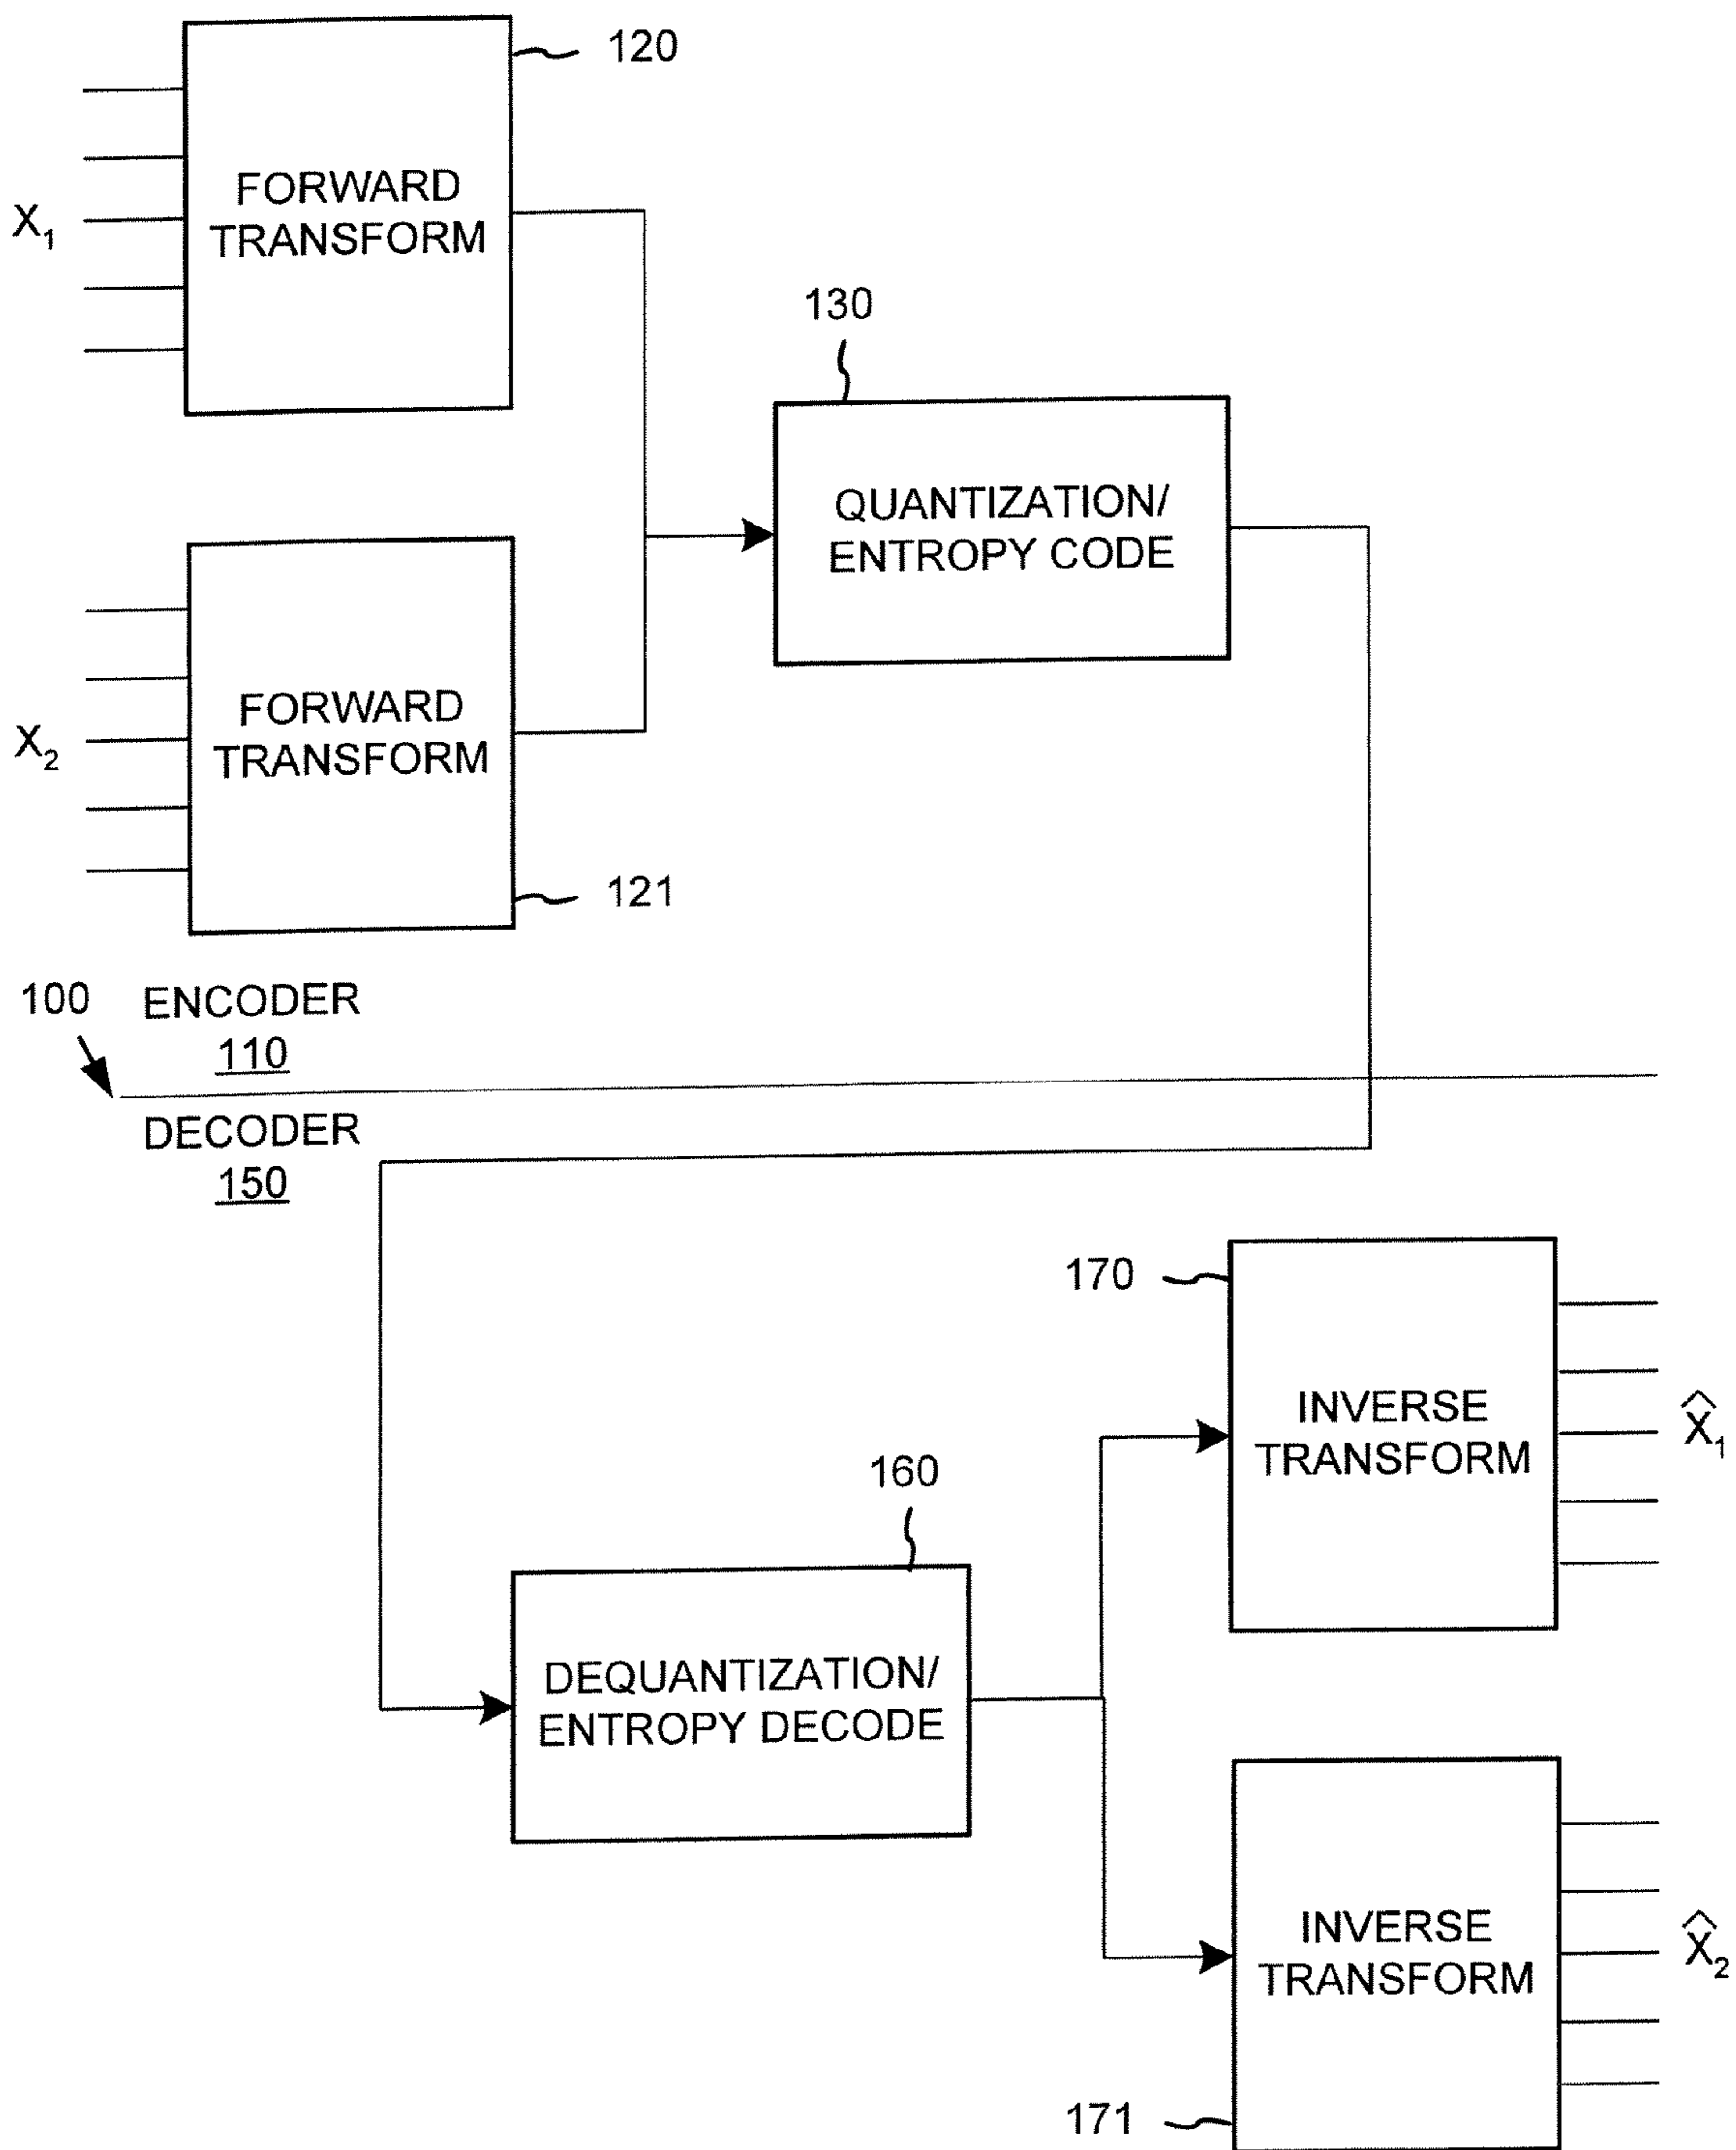 120
FORWARD
TRANSFORM
X₁
130
QUANTIZATION/
ENTROPY CODE
FORWARD
TRANSFORM
X₂
121
100
ENCODER
110
DECODER
150
170
INVERSE
TRANSFORM
X̂₁
160
DEQUANTIZATION/
ENTROPY DECODE
INVERSE
TRANSFORM
X̂₂
171